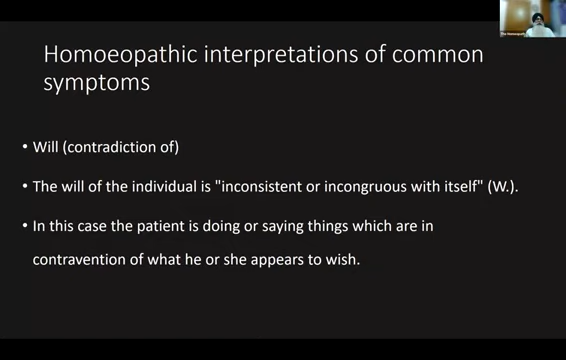 Homoeopathic interpretations of common
symptoms
• Will (contradiction of)
• The will of the individual is "inconsistent or incongruous with itself" (W.).
• In this case the patient is doing or saying things which are in
contravention of what he or she appears to wish.